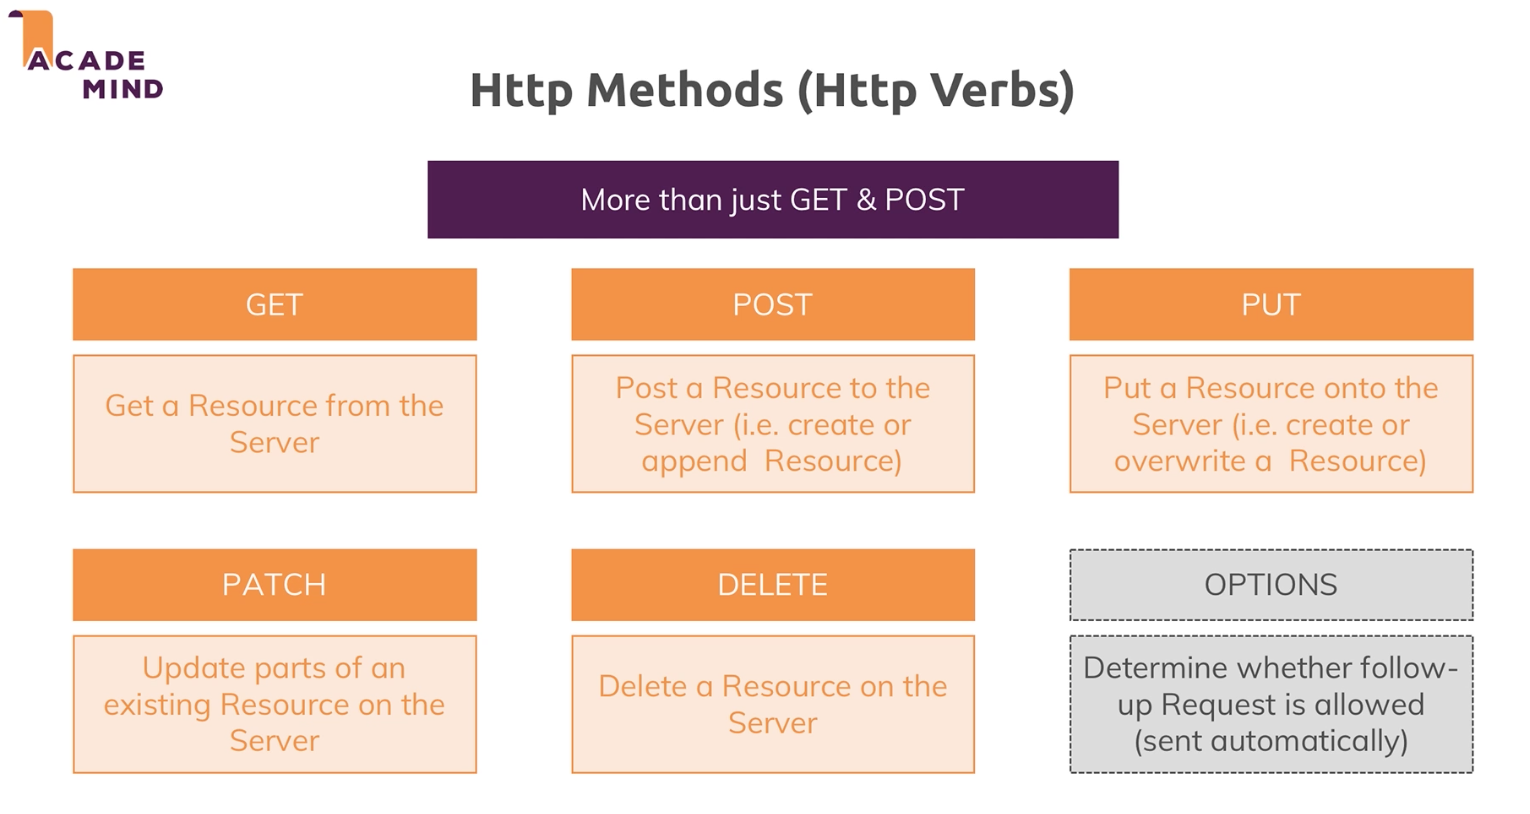 ACADE
MIND
Http Methods (Http Verbs)
More than just GET & POST
GET
POST
PUT
Get a Resource from the
Server
Post a Resource to the
Server (i.e. create or
append Resource)
Put a Resource onto the
Server (i.e. create or
overwrite a Resource)
PATCH
DELETE
OPTIONS
Update parts of an
existing Resource on the
Server
Delete a Resource on the
Server
Determine whether follow-
up Request is allowed
(sent automatically)